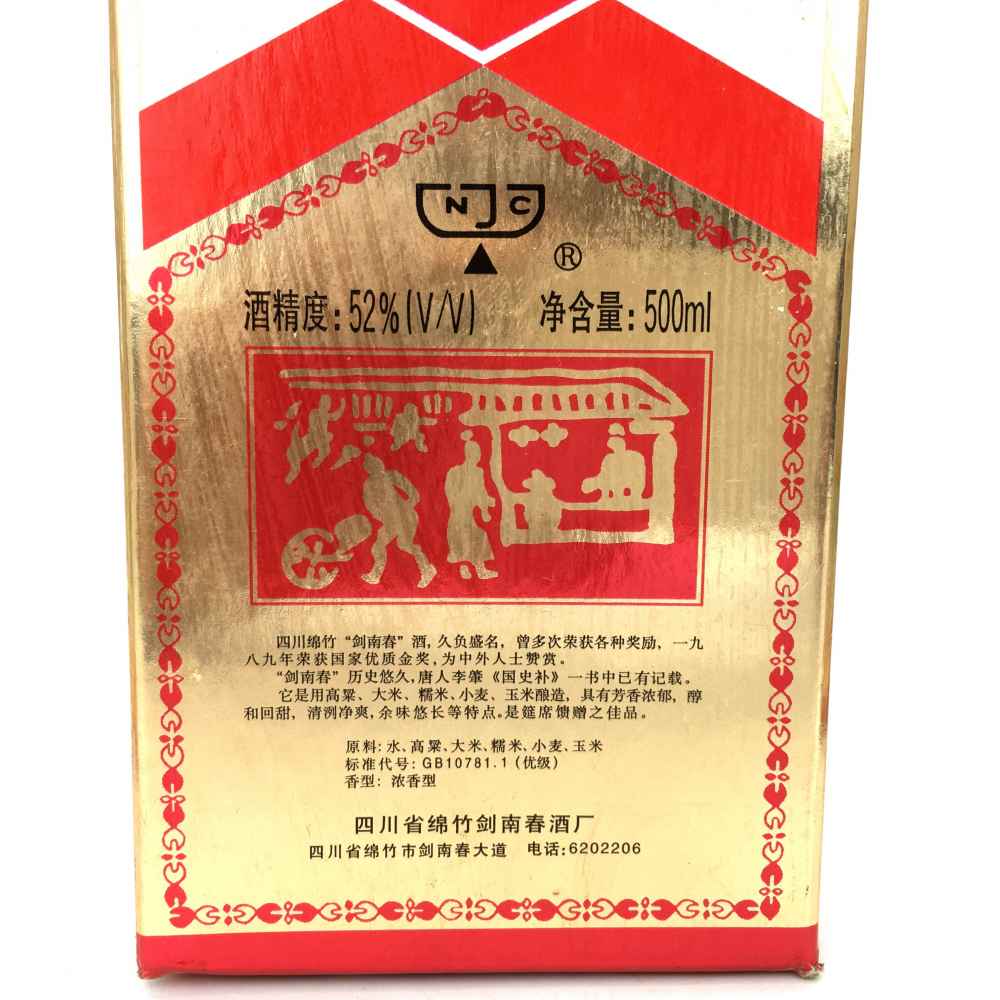 NJC
®
酒精度:52%(V/V) 净含量:500ml
四川绵竹“剑南春”酒,久负盛名,曾多次荣获各种奖励,一九
八九年荣获国家优质金奖,为中外人士赞赏。
“剑南春”历史悠久,唐人李肇《国史补》一书中已有记载。
它是用高粱、大米、糯米、小麦、玉米酿造,具有芳香浓郁,醇
和回甜,清洌净爽,余味悠长等特点。是筵席馈赠之佳品。
原料:水、高粱、大米、糯米、小麦、玉米
标准代号:GB10781.1(优级)
香型:浓香型
四川省绵竹剑南春酒厂
四川省绵竹市剑南春大道 电话:6202206